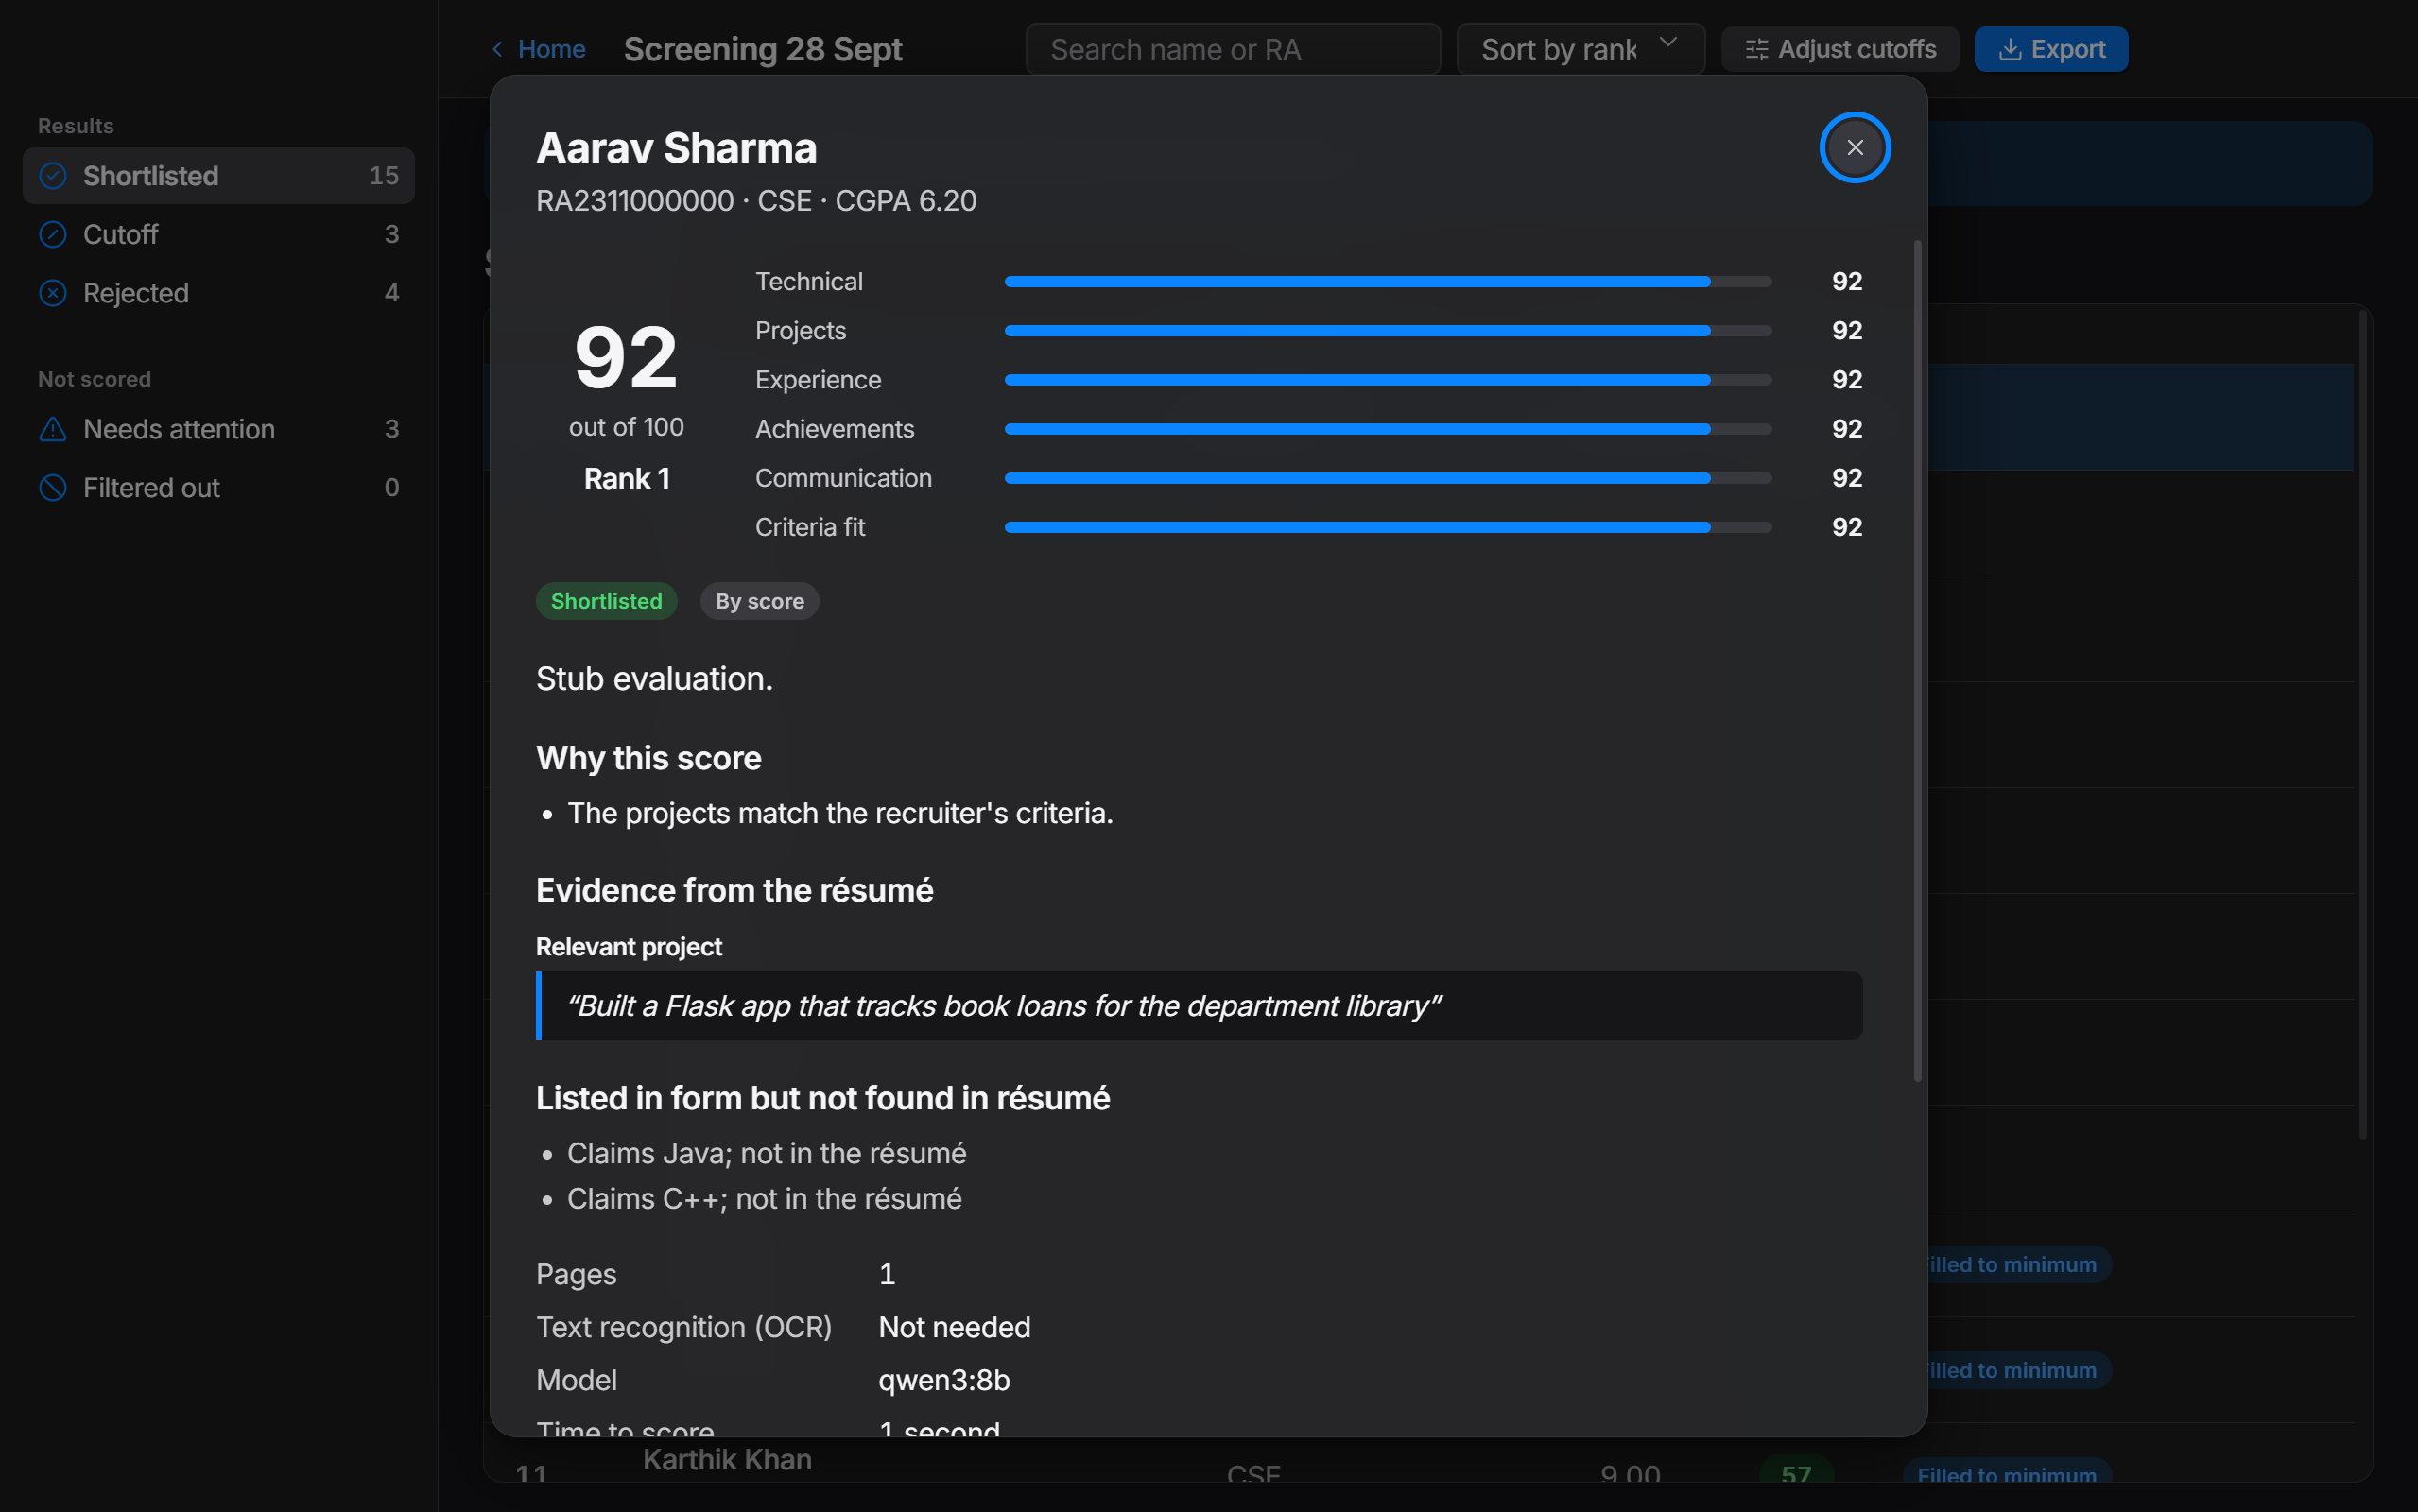 Home
Screening 28 Sept
Search name or RA
Sort by rank
Adjust cutoffs
Export
Results
Shortlisted 15
Cutoff 3
Rejected 4
Not scored
Needs attention 3
Filtered out 0
Aarav Sharma
RA2311000000 · CSE · CGPA 6.20
92
out of 100
Rank 1
Technical 92
Projects 92
Experience 92
Achievements 92
Communication 92
Criteria fit 92
Shortlisted By score
Stub evaluation.
Why this score
• The projects match the recruiter's criteria.
Evidence from the résumé
Relevant project
“Built a Flask app that tracks book loans for the department library”
Listed in form but not found in résumé
• Claims Java; not in the résumé
• Claims C++; not in the résumé
Pages 1
Text recognition (OCR) Not needed
Model qwen3:8b
Time to score 1 second
to minimum
to minimum
11 Karthik Khan CSE 9.00 57 Filled to minimum